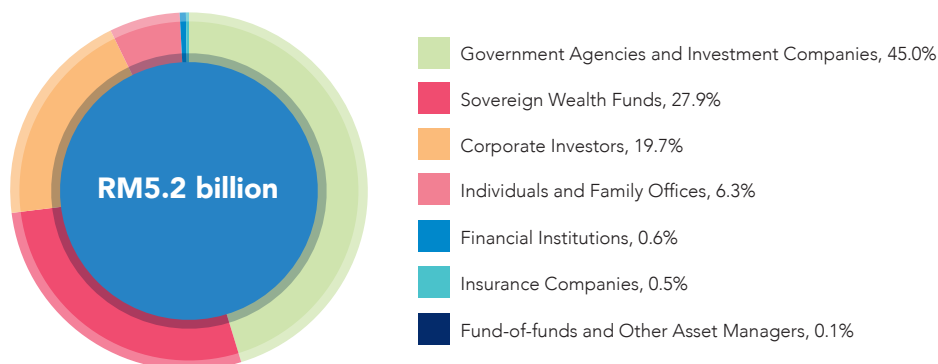 RM5.2 billion
Government Agencies and Investment Companies, 45.0%
Sovereign Wealth Funds, 27.9%
Corporate Investors, 19.7%
Individuals and Family Offices, 6.3%
Financial Institutions, 0.6%
Insurance Companies, 0.5%
Fund-of-funds and Other Asset Managers, 0.1%